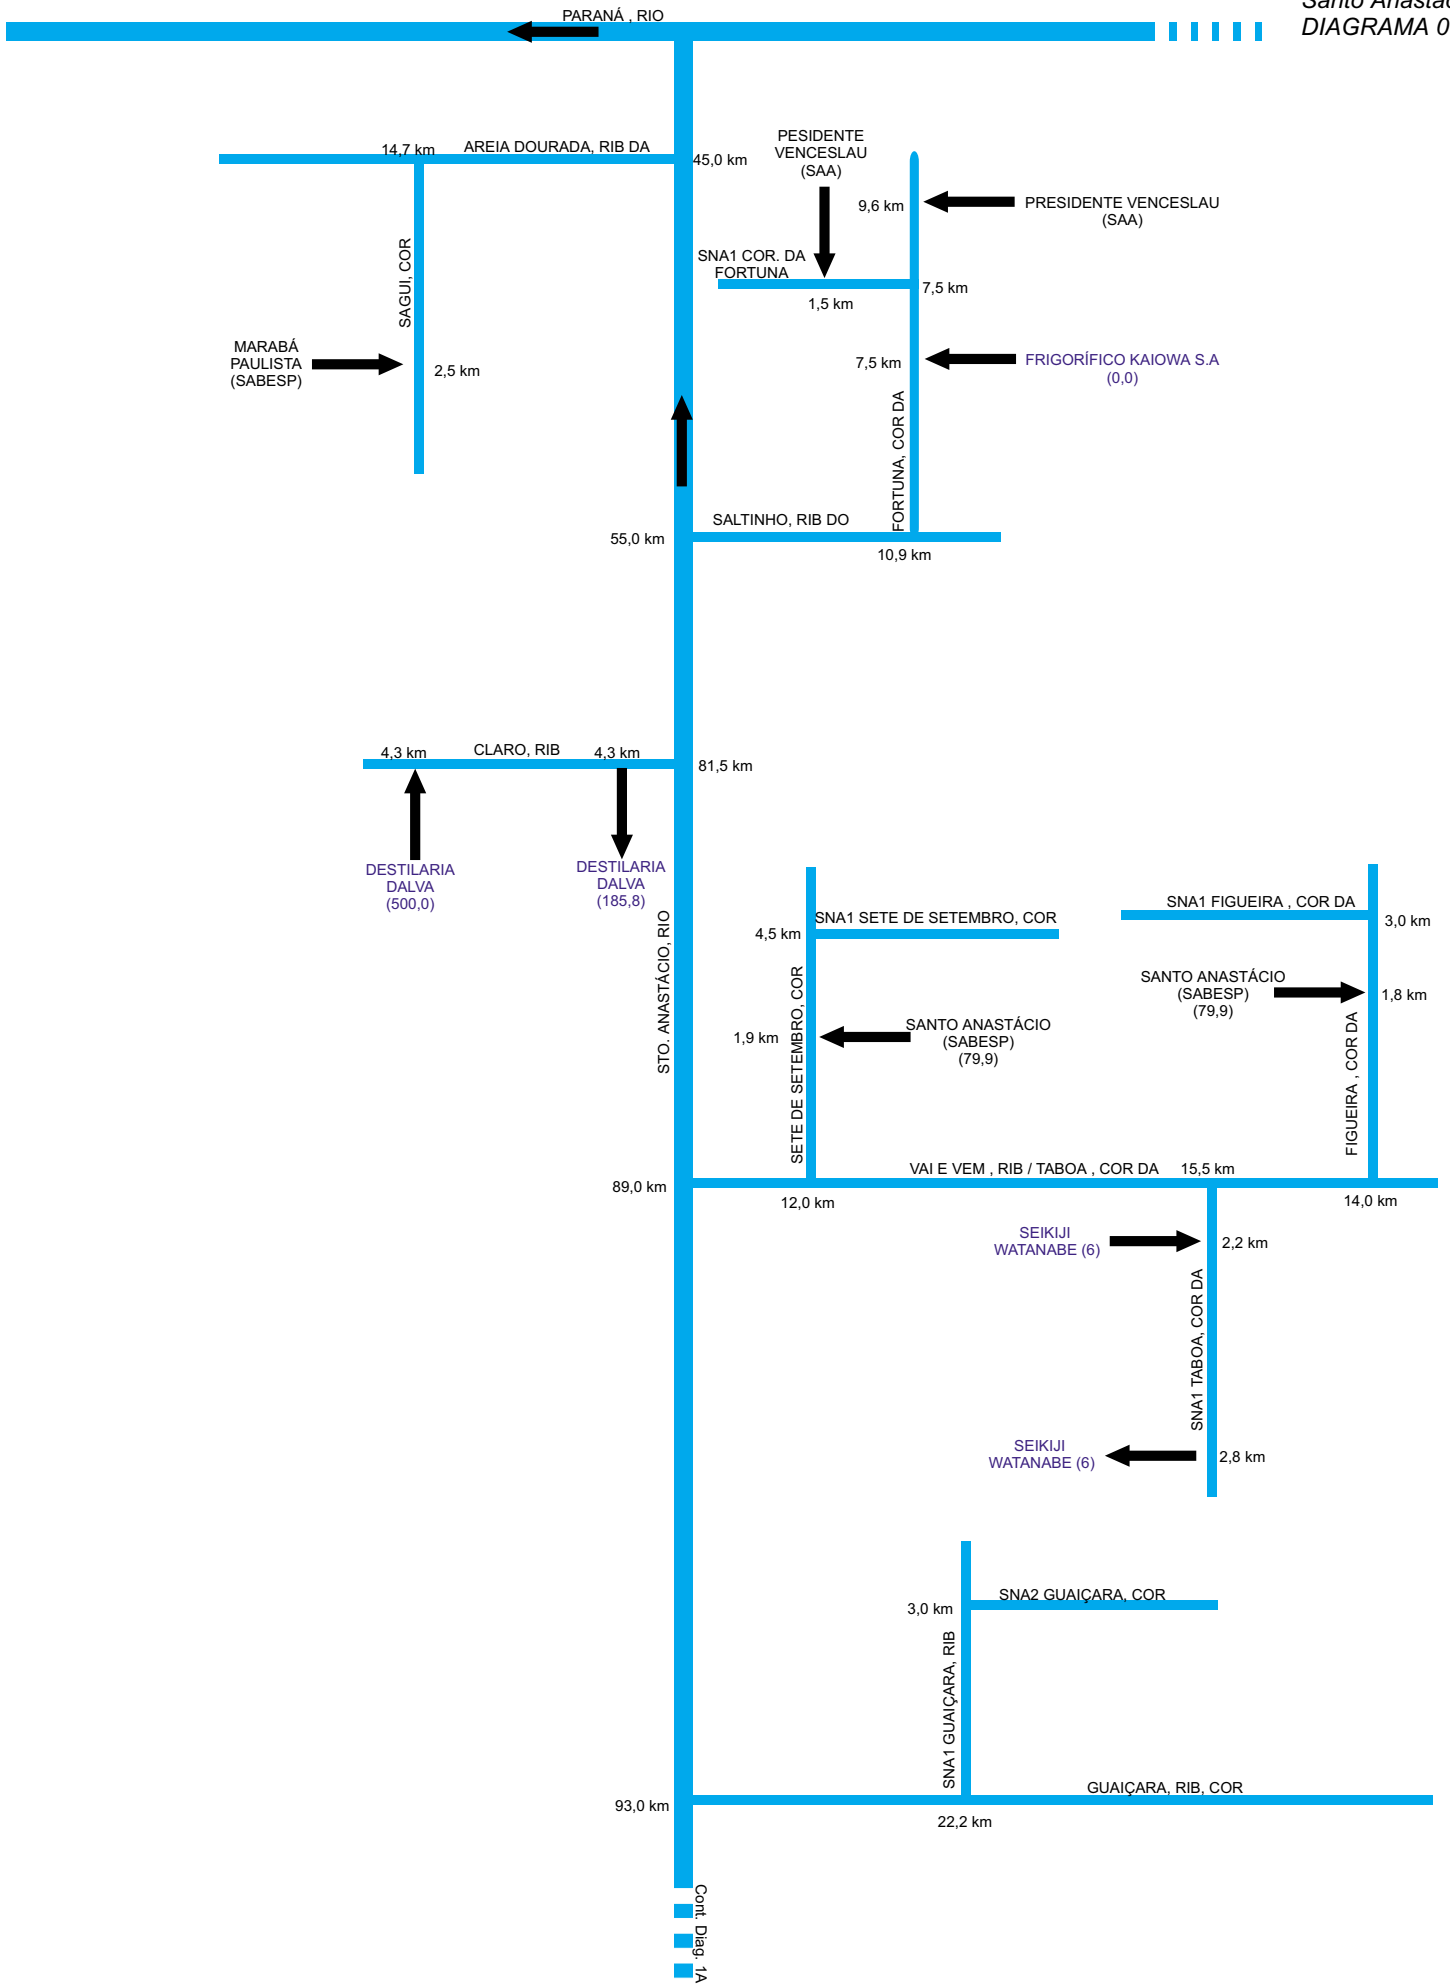 Santo Anastác
DIAGRAMA 0
PARANÁ , RIO
14,7 km
AREIA DOURADA, RIB DA
45,0 km
PESIDENTE
VENCESLAU
(SAA)
9,6 km
PRESIDENTE VENCESLAU
(SAA)
SAGUI, COR
SNA1 COR. DA
FORTUNA
1,5 km
7,5 km
MARABÁ
PAULISTA
(SABESP)
2,5 km
7,5 km
FRIGORÍFICO KAIOWA S.A
(0,0)
FORTUNA, COR DA
SALTINHO, RIB DO
55,0 km
10,9 km
4,3 km
CLARO, RIB
4,3 km
81,5 km
DESTILARIA
DALVA
(500,0)
DESTILARIA
DALVA
(185,8)
STO. ANASTÁCIO, RIO
SNA1 SETE DE SETEMBRO, COR
4,5 km
SNA1 FIGUEIRA , COR DA
3,0 km
SETE DE SETEMBRO, COR
1,9 km
SANTO ANASTÁCIO
(SABESP)
(79,9)
SANTO ANASTÁCIO
(SABESP)
(79,9)
1,8 km
FIGUEIRA , COR DA
VAI E VEM , RIB / TABOA , COR DA
15,5 km
89,0 km
12,0 km
14,0 km
SEIKIJI
WATANABE (6)
2,2 km
SNA1 TABOA, COR DA
SEIKIJI
WATANABE (6)
2,8 km
3,0 km
SNA2 GUAIÇARA, COR
SNA1 GUAIÇARA, RIB
GUAIÇARA, RIB, COR
93,0 km
22,2 km
Cont. Diag. 1A